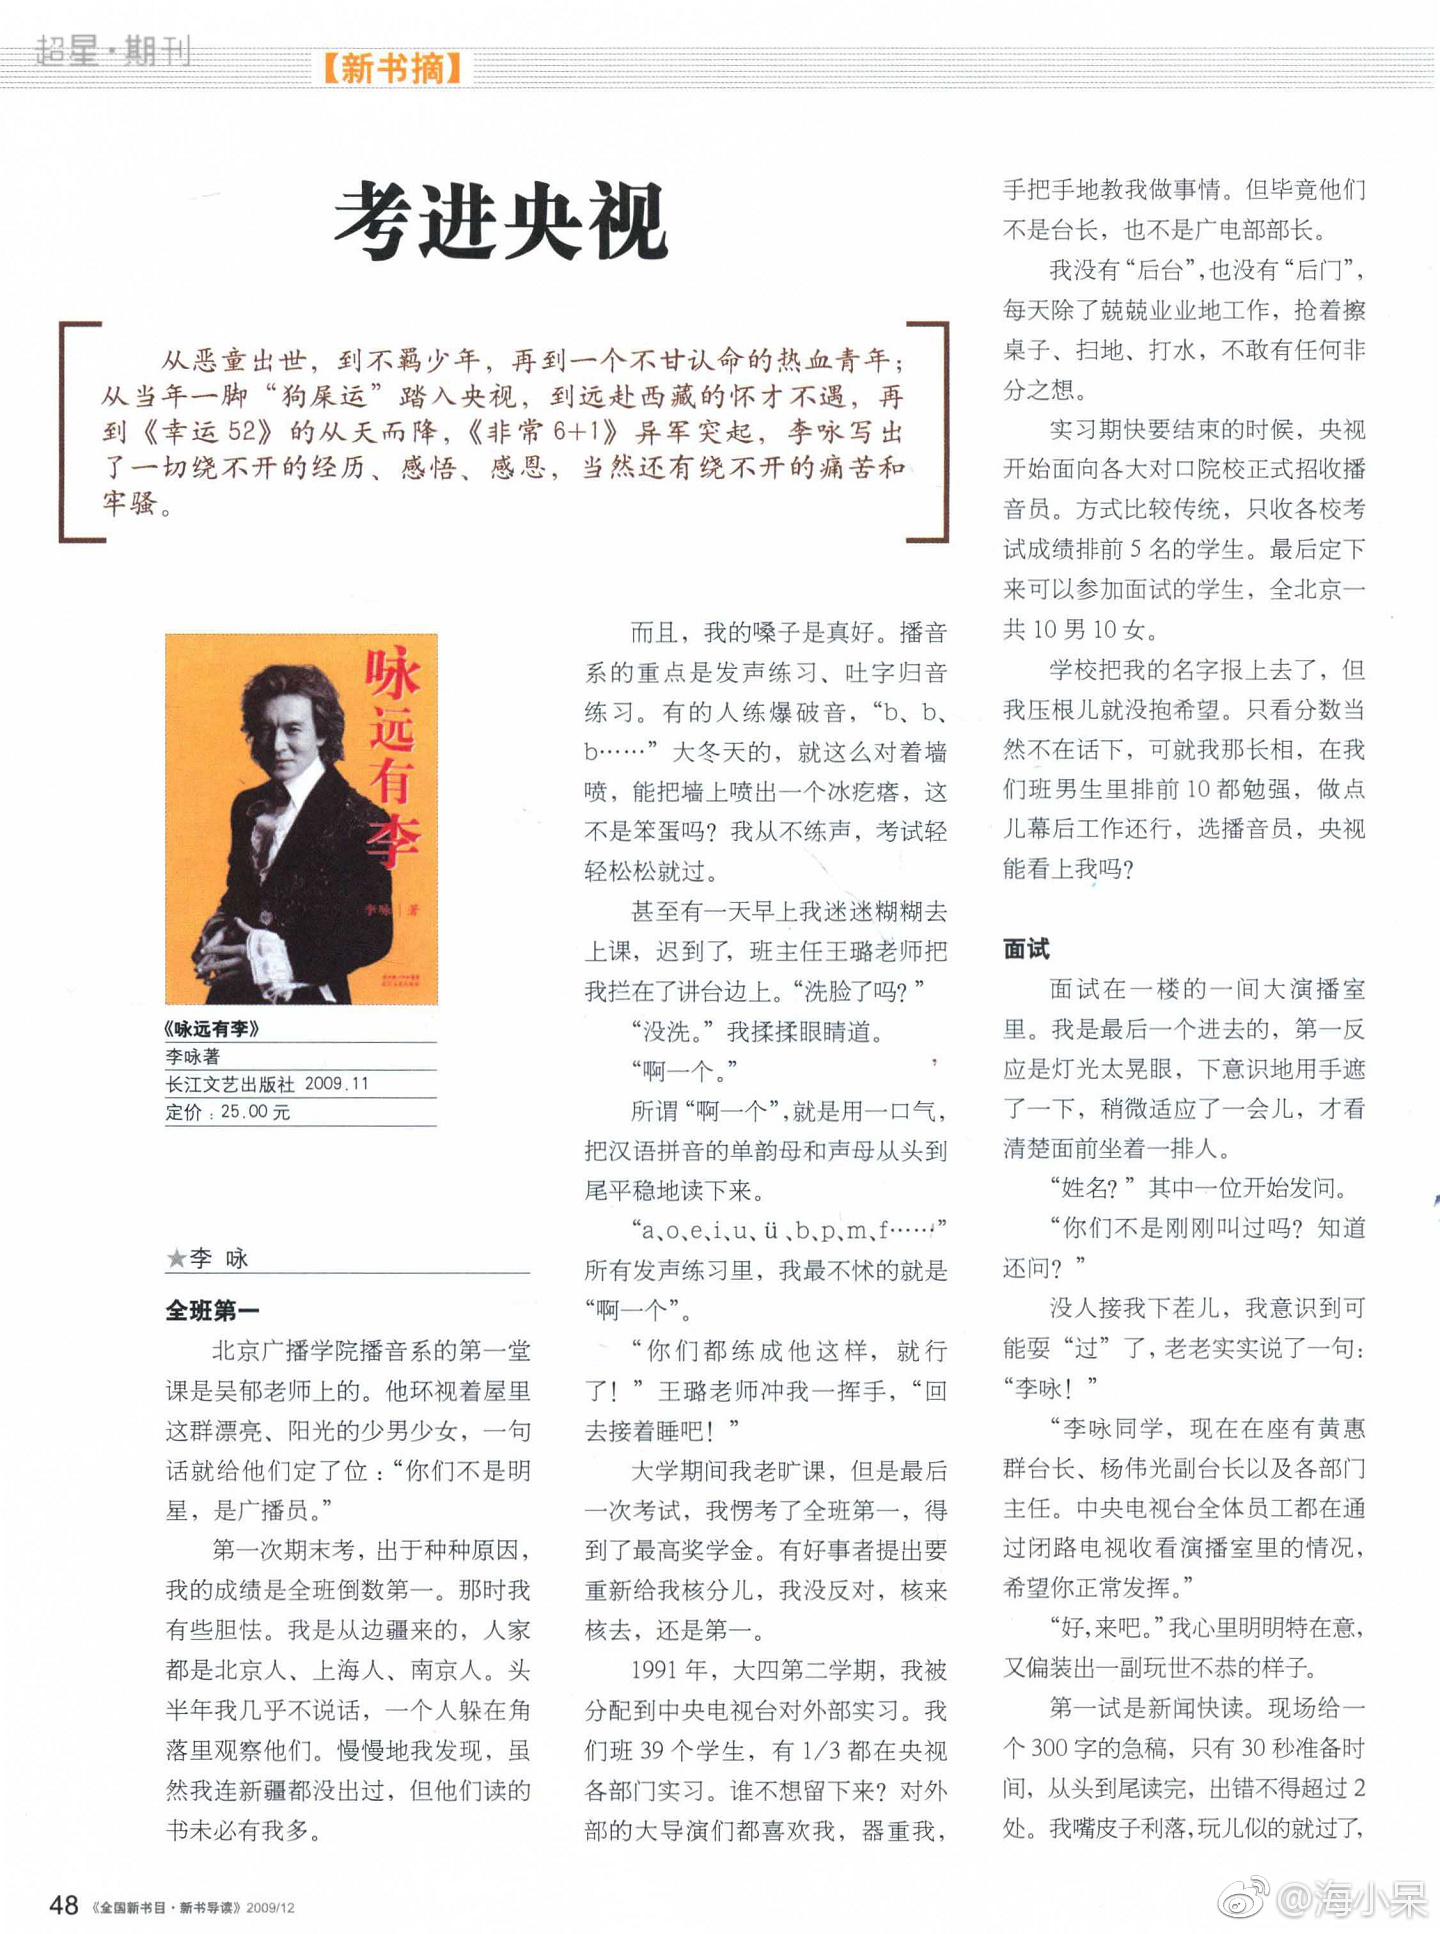 超星·期刊
【新书摘】
考进央视
从恶童出世，到不羁少年，再到一个不甘认命的热血青年；
从当年一脚“狗屎运”踏入央视，到远赴西藏的怀才不遇，再
到《幸运52》的从天而降，《非常6+1》异军突起，李咏写出
了一切绕不开的经历、感悟、感恩，当然还有绕不开的痛苦和
牢骚。
咏远有李
李咏|著
《咏远有李》
李咏著
长江文艺出版社 2009.11
定价：25.00元
★李 咏
全班第一
北京广播学院播音系的第一堂
课是吴郁老师上的。他环视着屋里
这群漂亮、阳光的少男少女，一句
话就给他们定了位：“你们不是明
星，是广播员。”
第一次期末考，出于种种原因，
我的成绩是全班倒数第一。那时我
有些胆怯。我是从边疆来的，人家
都是北京人、上海人、南京人。头
半年我几乎不说话，一个人躲在角
落里观察他们。慢慢地我发现，虽
然我连新疆都没出过，但他们读的
书未必有我多。
而且，我的嗓子是真好。播音
系的重点是发声练习、吐字归音
练习。有的人练爆破音，“b、b、
b……”大冬天的，就这么对着墙
喷，能把墙上喷出一个冰疙瘩，这
不是笨蛋吗？我从不练声，考试轻
轻松松就过。
甚至有一天早上我迷迷糊糊去
上课，迟到了，班主任王璐老师把
我拦在了讲台边上。“洗脸了吗？”
“没洗。”我揉揉眼睛道。
“啊一个。”
所谓“啊一个”，就是用一口气，
把汉语拼音的单韵母和声母从头到
尾平稳地读下来。
“a、o、e、i、u、ü、b、p、m、f……”
所有发声练习里，我最不怵的就是
“啊一个”。
“你们都练成他这样，就行
了！”王璐老师冲我一挥手，“回
去接着睡吧！”
大学期间我老旷课，但是最后
一次考试，我愣考了全班第一，得
到了最高奖学金。有好事者提出要
重新给我核分儿，我没反对，核来
核去，还是第一。
1991年，大四第二学期，我被
分配到中央电视台对外部实习。我
们班39个学生，有1/3都在央视
各部门实习。谁不想留下来？对外
部的大导演们都喜欢我，器重我，
手把手地教我做事情。但毕竟他们
不是台长，也不是广电部部长。
我没有“后台”，也没有“后门”，
每天除了兢兢业业地工作，抢着擦
桌子、扫地、打水，不敢有任何非
分之想。
实习期快要结束的时候，央视
开始面向各大对口院校正式招收播
音员。方式比较传统，只收各校考
试成绩排前5名的学生。最后定下
来可以参加面试的学生，全北京一
共10男10女。
学校把我的名字报上去了，但
我压根儿就没抱希望。只看分数当
然不在话下，可就我那长相，在我
们班男生里排前10都勉强，做点
儿幕后工作还行，选播音员，央视
能看上我吗？
面试
面试在一楼的一间大演播室
里。我是最后一个进去的，第一反
应是灯光太晃眼，下意识地用手遮
了一下，稍微适应了一会儿，才看
清楚面前坐着一排人。
“姓名？”其中一位开始发问。
“你们不是刚刚叫过吗？知道
还问？”
没人接我下茬儿，我意识到可
能耍“过”了，老老实实说了一句：
“李咏！”
“李咏同学，现在在座有黄惠
群台长、杨伟光副台长以及各部门
主任。中央电视台全体员工都在通
过闭路电视收看演播室里的情况，
希望你正常发挥。”
“好，来吧。”我心里明明特在意，
又偏装出一副玩世不恭的样子。
第一试是新闻快读。现场给一
个300字的急稿，只有30秒准备时
间，从头到尾读完，出错不得超过2
处。我嘴皮子利落，玩儿似的就过了，
48 《全国新书目·新书导读》2009/12
@海小呆